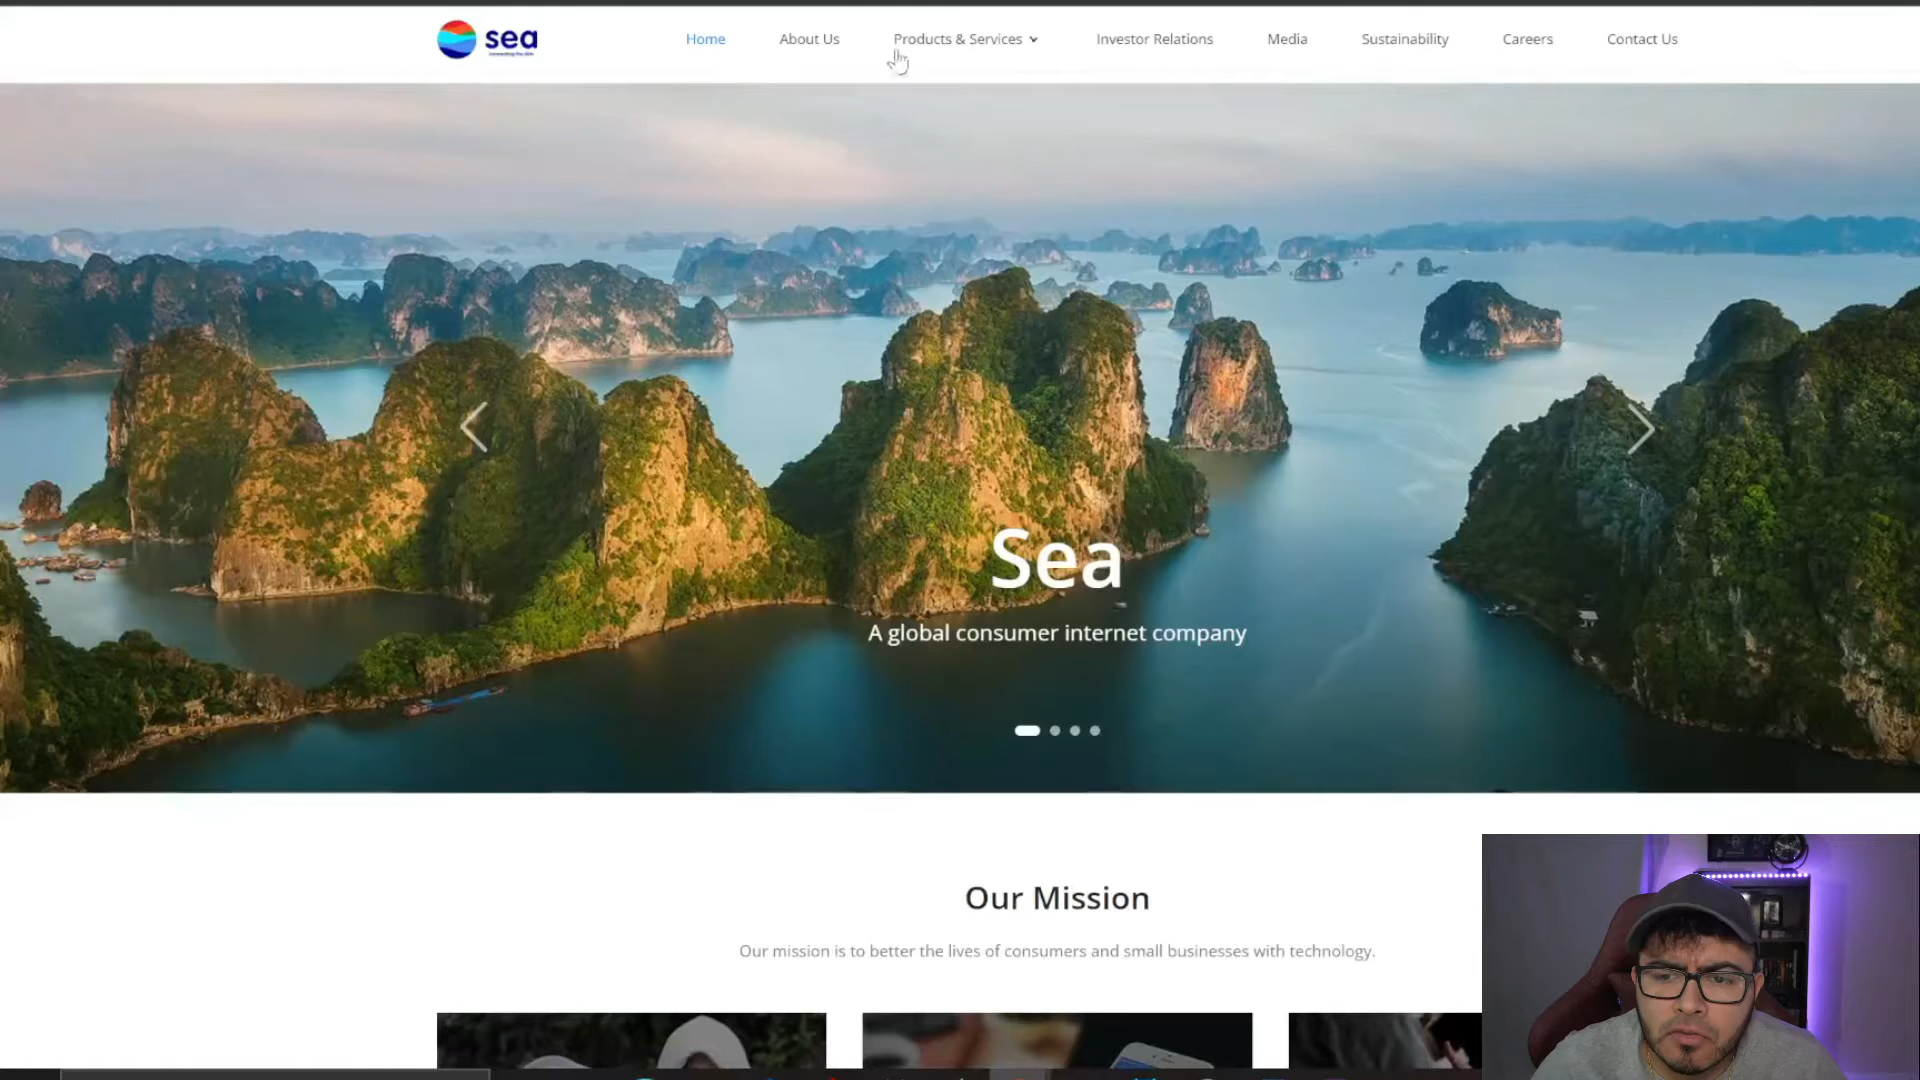 sea
Home
About Us
Products & Services
Investor Relations
Media
Sustainability
Careers
Contact Us
Sea
A global consumer internet company
Our Mission
Our mission is to better the lives of consumers and small businesses with technology.